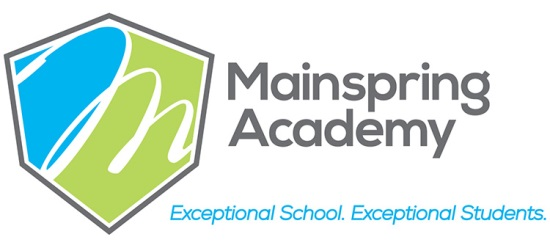 m
Mainspring
Academy
Exceptional School. Exceptional Students.